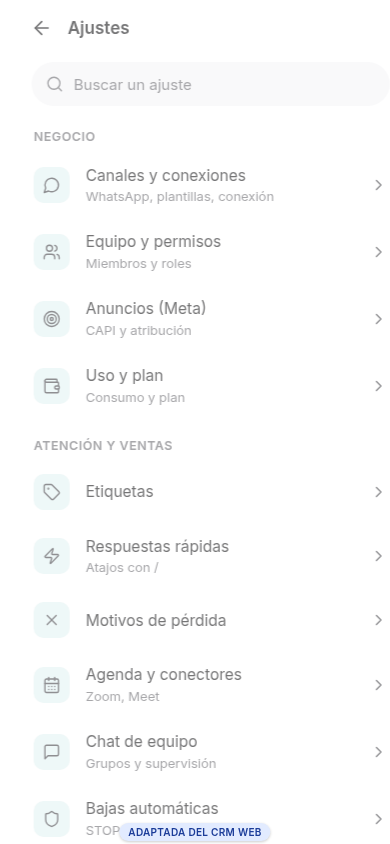 Ajustes
Buscar un ajuste
NEGOCIO
Canales y conexiones
WhatsApp, plantillas, conexión
Equipo y permisos
Miembros y roles
Anuncios (Meta)
CAPI y atribución
Uso y plan
Consumo y plan
ATENCIÓN Y VENTAS
Etiquetas
Respuestas rápidas
Atajos con /
Motivos de pérdida
Agenda y conectores
Zoom, Meet
Chat de equipo
Grupos y supervisión
Bajas automáticas
STOP
ADAPTADA DEL CRM WEB